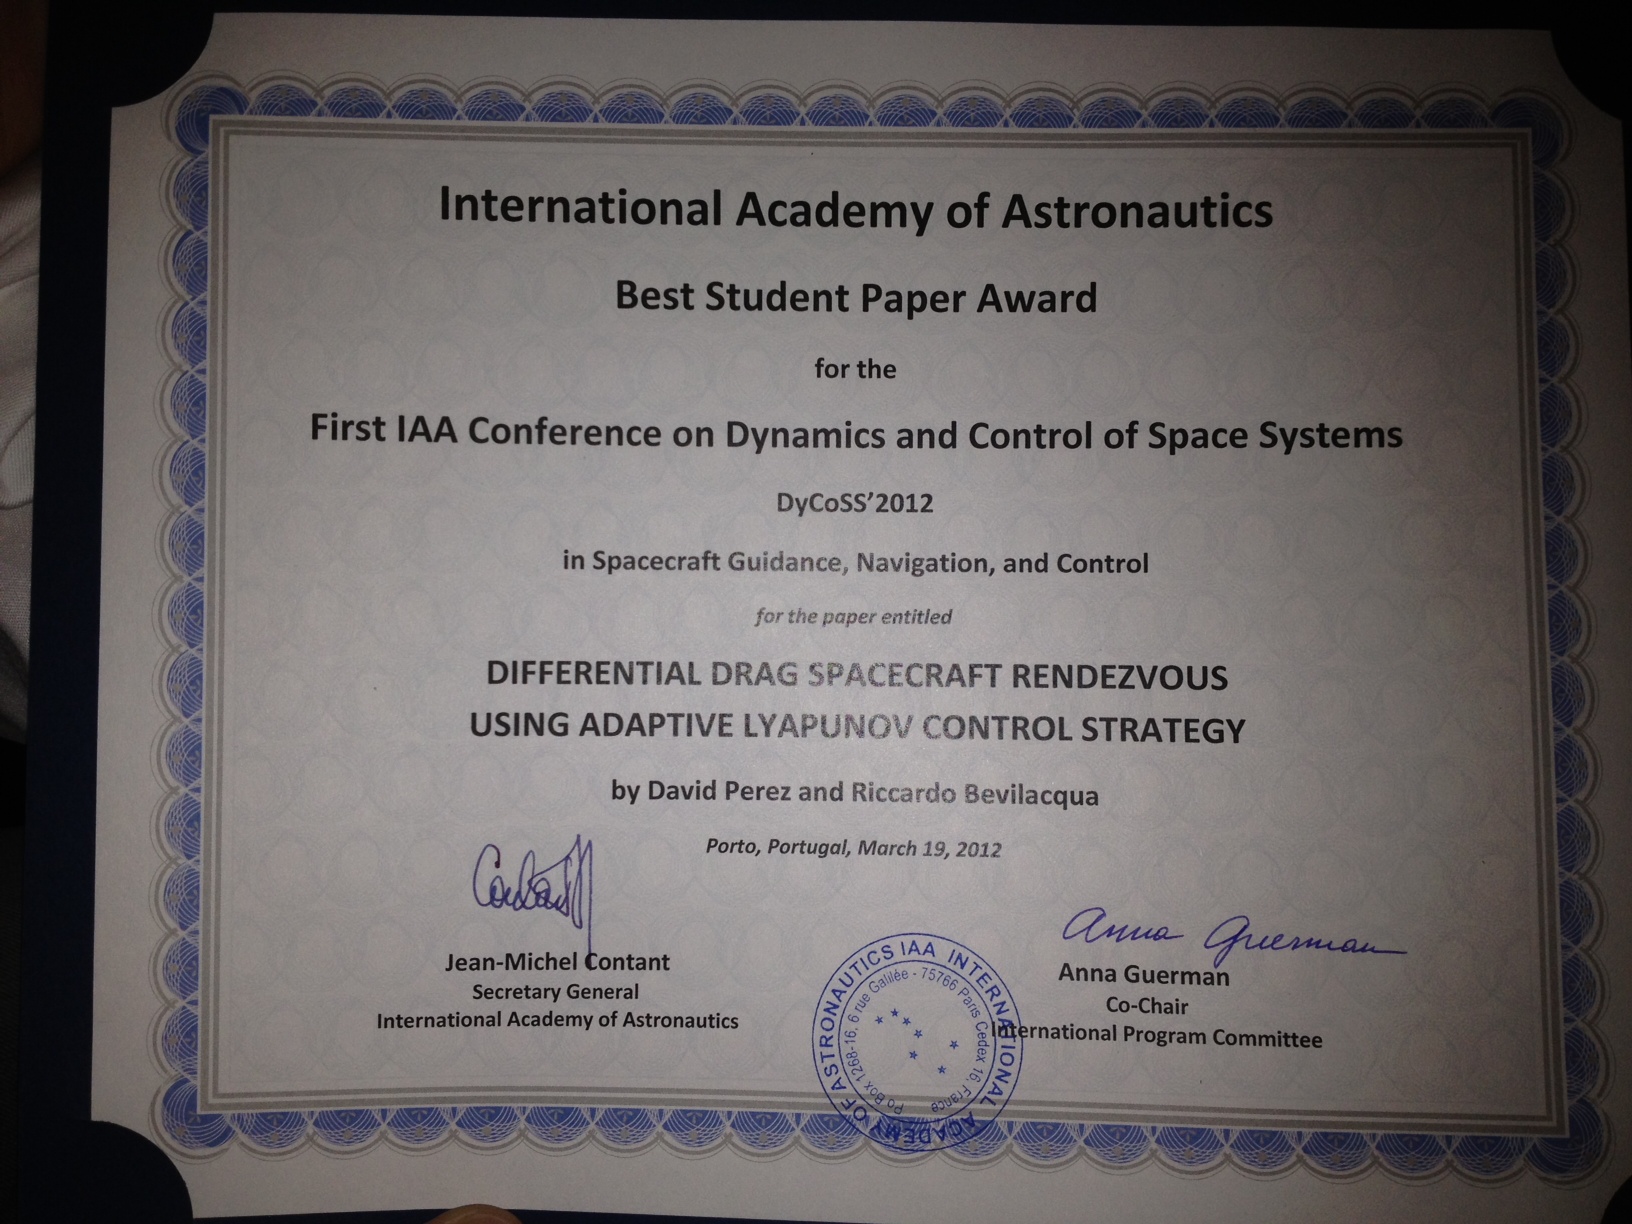 International Academy of Astronautics
Best Student Paper Award
for the
First IAA Conference on Dynamics and Control of Space Systems
DyCoSS’2012
in Spacecraft Guidance, Navigation, and Control
for the paper entitled
DIFFERENTIAL DRAG SPACECRAFT RENDEZVOUS
USING ADAPTIVE LYAPUNOV CONTROL STRATEGY
by David Perez and Riccardo Bevilacqua
Porto, Portugal, March 19, 2012
Contant
Jean-Michel Contant
Secretary General
International Academy of Astronautics
INTERNATIONAL ACADEMY OF ASTRONAUTICS IAA
Po Box 1268-16, 6 rue Galilée - 75766 Paris Cedex 16, France
Anna Guerman
Anna Guerman
Co-Chair
International Program Committee